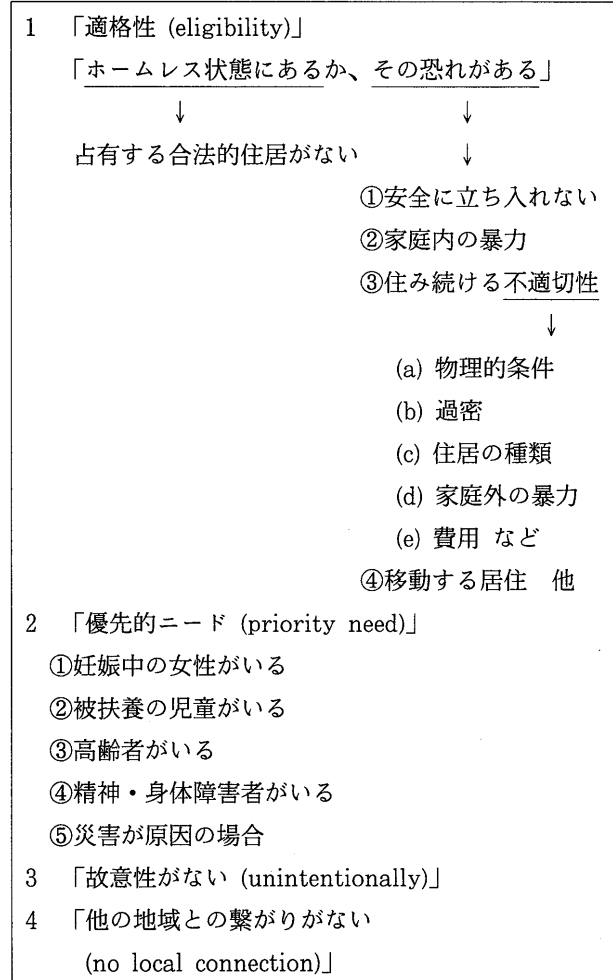 1 「適格性 (eligibility)」
「ホームレス状態にあるか、その恐れがある」
↓ ↓
占有する合法的住居がない ↓
①安全に立ち入れない
②家庭内の暴力
③住み続ける不適切性
↓
(a) 物理的条件
(b) 過密
(c) 住居の種類
(d) 家庭外の暴力
(e) 費用 など
④移動する居住 他
2 「優先的ニード (priority need)」
①妊娠中の女性がいる
②被扶養の児童がいる
③高齢者がいる
④精神・身体障害者がいる
⑤災害が原因の場合
3 「故意性がない (unintentionally)」
4 「他の地域との繋がりがない
(no local connection)」